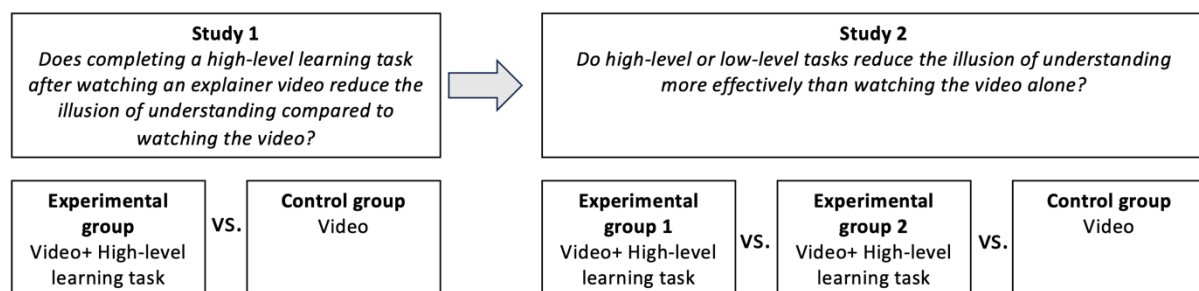 Study 1
Does completing a high-level learning task
after watching an explainer video reduce the
illusion of understanding compared to
watching the video?
Study 2
Do high-level or low-level tasks reduce the illusion of understanding
more effectively than watching the video alone?
Experimental
group
Video+ High-level
learning task
VS.
Control group
Video
Experimental
group 1
Video+ High-level
learning task
VS.
Experimental
group 2
Video+ High-level
learning task
VS.
Control group
Video